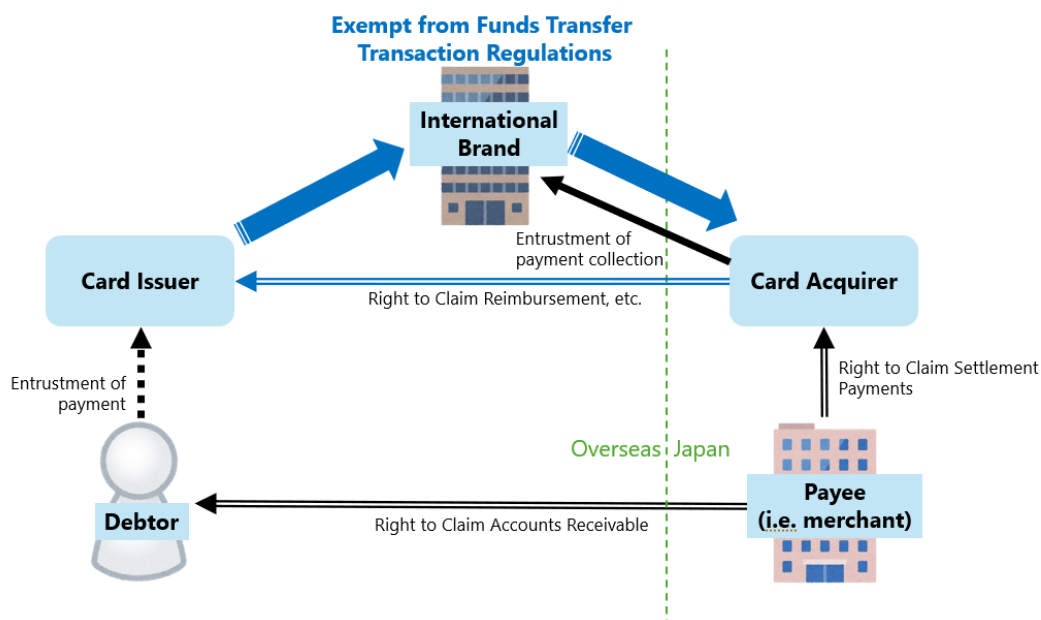 Exempt from Funds Transfer
Transaction Regulations
International
Brand
Entrustment of
payment collection
Card Issuer
Card Acquirer
Right to Claim Reimbursement, etc.
Entrustment of
payment
Right to Claim Settlement
Payments
Overseas
Japan
Debtor
Payee
(i.e. merchant)
Right to Claim Accounts Receivable